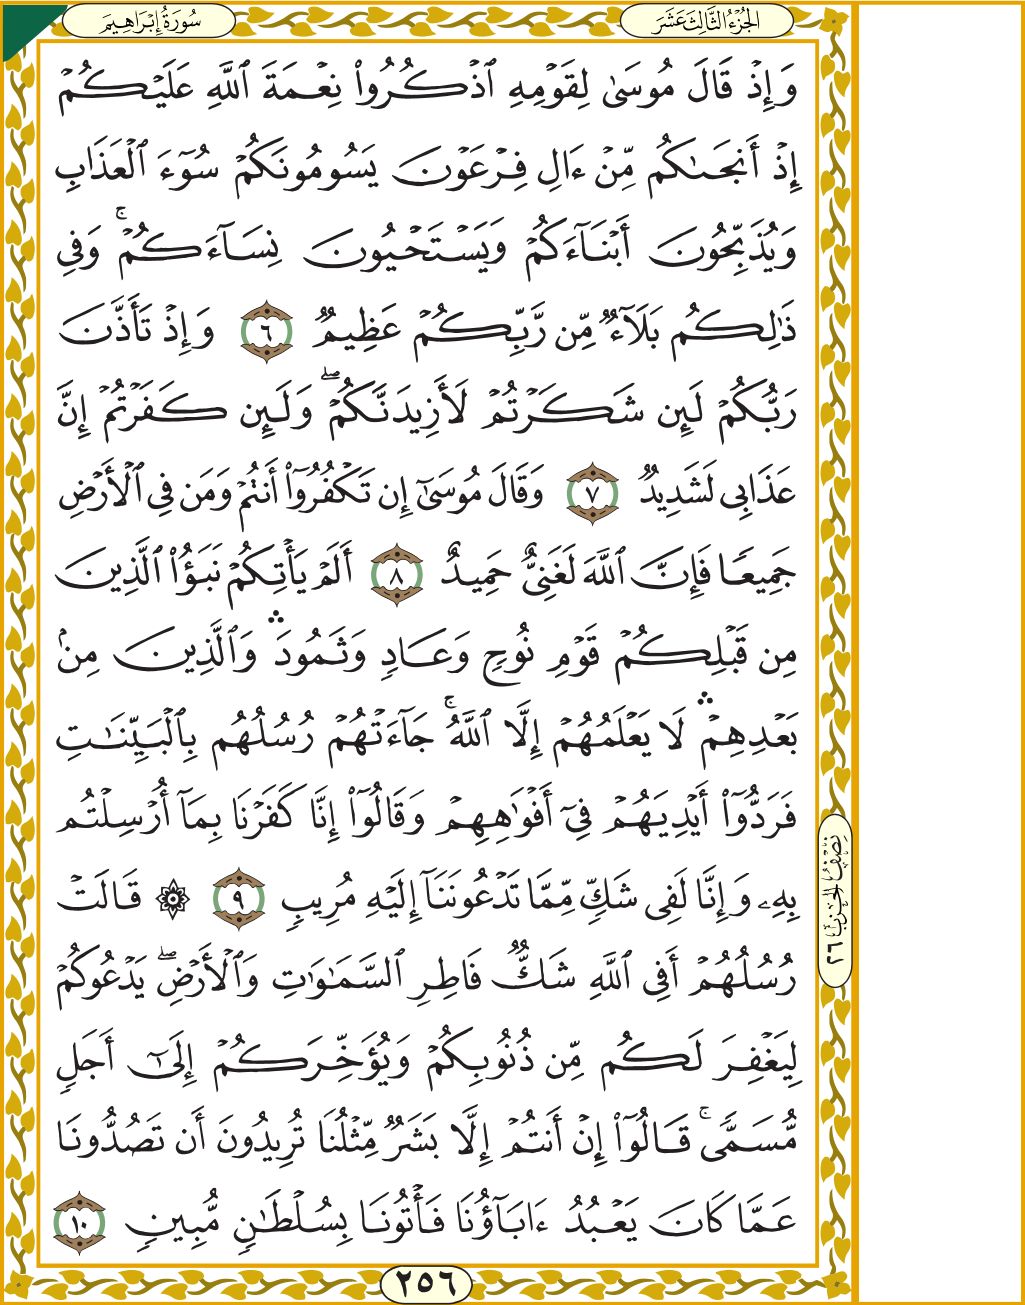 سُورَةُ إِبْرَاهِيمَ
الجُزْءُ الثَّالِثَ عَشَرَ
وَإِذْ قَالَ مُوسَىٰ لِقَوْمِهِ ٱذْكُرُوا۟ نِعْمَةَ ٱللَّهِ عَلَيْكُمْ
إِذْ أَنجَىٰكُم مِّنْ ءَالِ فِرْعَوْنَ يَسُومُونَكُمْ سُوٓءَ ٱلْعَذَابِ
وَيُذَبِّحُونَ أَبْنَآءَكُمْ وَيَسْتَحْيُونَ نِسَآءَكُمْ ۚ وَفِى
ذَٰلِكُم بَلَآءٌ مِّن رَّبِّكُمْ عَظِيمٌ ٦ وَإِذْ تَأَذَّنَ
رَبُّكُمْ لَئِن شَكَرْتُمْ لَأَزِيدَنَّكُمْ ۖ وَلَئِن كَفَرْتُمْ إِنَّ
عَذَابِى لَشَدِيدٌ ٧ وَقَالَ مُوسَىٰٓ إِن تَكْفُرُوٓا۟ أَنتُمْ وَمَن فِى ٱلْأَرْضِ
جَمِيعًا فَإِنَّ ٱللَّهَ لَغَنِىٌّ حَمِيدٌ ٨ أَلَمْ يَأْتِكُمْ نَبَؤُا۟ ٱلَّذِينَ
مِن قَبْلِكُمْ قَوْمِ نُوحٍ وَعَادٍ وَثَمُودَ ۛ وَٱلَّذِينَ مِنۢ
بَعْدِهِمْ ۛ لَا يَعْلَمُهُمْ إِلَّا ٱللَّهُ ۚ جَآءَتْهُمْ رُسُلُهُم بِٱلْبَيِّنَٰتِ
فَرَدُّوٓا۟ أَيْدِيَهُمْ فِىٓ أَفْوَٰهِهِمْ وَقَالُوٓا۟ إِنَّا كَفَرْنَا بِمَآ أُرْسِلْتُم
بِهِۦ وَإِنَّا لَفِى شَكٍّ مِّمَّا تَدْعُونَنَآ إِلَيْهِ مُرِيبٍ ٩ ۞ قَالَتْ
رُسُلُهُمْ أَفِى ٱللَّهِ شَكٌّ فَاطِرِ ٱلسَّمَٰوَٰتِ وَٱلْأَرْضِ ۖ يَدْعُوكُمْ
لِيَغْفِرَ لَكُم مِّن ذُنُوبِكُمْ وَيُؤَخِّرَكُمْ إِلَىٰٓ أَجَلٍ
مُّسَمًّى ۚ قَالُوٓا۟ إِنْ أَنتُمْ إِلَّا بَشَرٌ مِّثْلُنَا تُرِيدُونَ أَن تَصُدُّونَا
عَمَّا كَانَ يَعْبُدُ ءَابَآؤُنَا فَأْتُونَا بِسُلْطَٰنٍ مُّبِينٍ ١٠
نِصْفُ الحِزْبِ ٢٦
٢٥٦